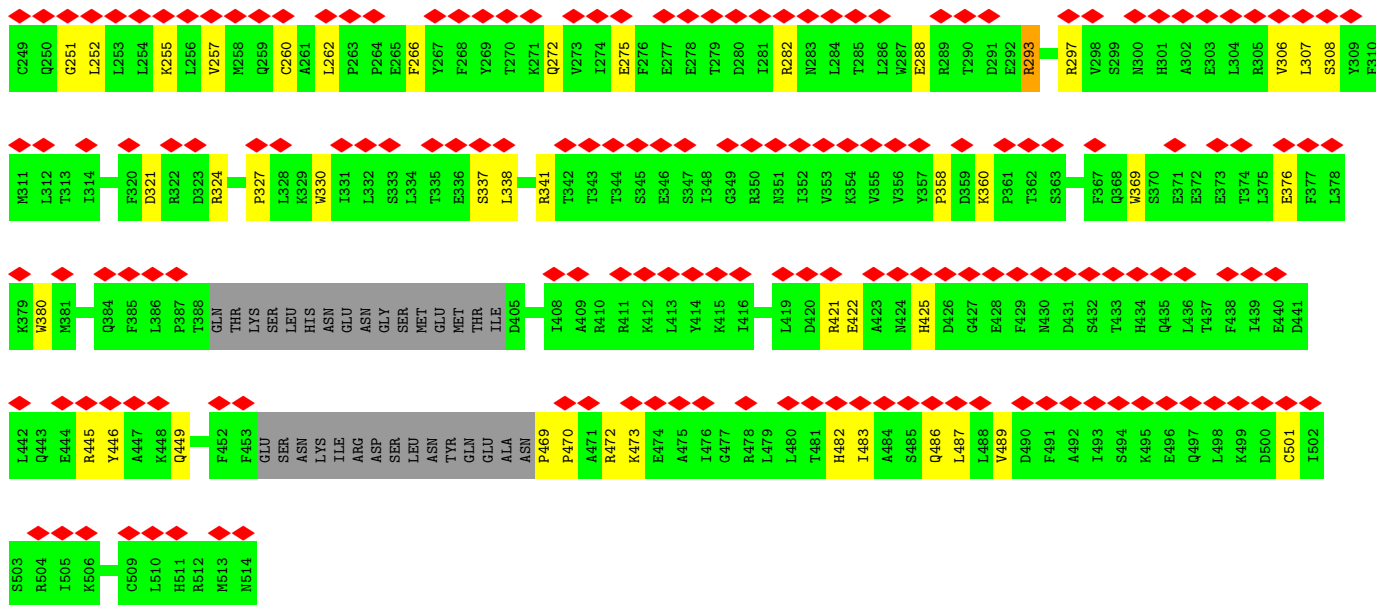 C249 Q250 G251 L252 L253 L254 K255 L256 V257 M258 Q259 C260 A261 L262 P263 P264 E265 F266 Y267 F268 Y269 T270 K271 Q272 V273 I274 E275 F276 E277 E278 T279 D280 I281 R282 N283 L284 T285 L286 W287 E288 R289 T290 D291 E292 R293 R297 V298 S299 N300 H301 A302 E303 L304 R305 V306 L307 S308 Y309 F310
M311 L312 T313 I314 F320 D321 R322 D323 R324 P327 L328 K329 W330 I331 L332 S333 L334 T335 E336 S337 L338 R341 T342 T343 T344 S345 E346 S347 I348 G349 R350 N351 I352 V353 K354 V355 V356 Y357 P358 D359 K360 P361 T362 S363 F367 Q368 W369 S370 E371 E372 E373 T374 L375 E376 F377 L378
K379 W380 M381 Q384 F385 L386 P387 T388 GLN THR LYS SER LEU HIS ASN GLU ASN GLY SER MET GLU MET THR ILE D405 I408 A409 R410 R411 K412 L413 Y414 K415 I416 L419 D420 R421 E422 A423 N424 H425 D426 G427 E428 F429 N430 D431 S432 T433 H434 Q435 L436 T437 F438 I439 E440 D441
L442 Q443 E444 R445 Y446 A447 K448 Q449 F452 F453 GLU SER ASN LYS ILE ARG ASP SER LEU ASN TYR GLN GLU ALA ASN P469 P470 A471 R472 K473 E474 A475 I476 G477 R478 L479 L480 T481 H482 I483 A484 S485 Q486 L487 L488 V489 D490 F491 A492 I493 S494 K495 E496 Q497 L498 K499 D500 C501 I502
S503 R504 I505 K506 C509 L510 H511 R512 M513 N514